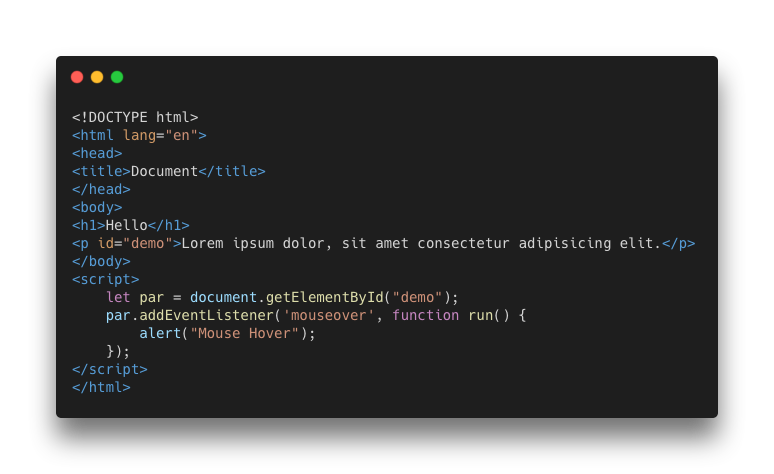 <!DOCTYPE html>
<html lang="en">
<head>
<title>Document</title>
</head>
<body>
<h1>Hello</h1>
<p id="demo">Lorem ipsum dolor, sit amet consectetur adipisicing elit.</p>
</body>
<script>
    let par = document.getElementById("demo");
    par.addEventListener('mouseover', function run() {
        alert("Mouse Hover");
    });
</script>
</html>